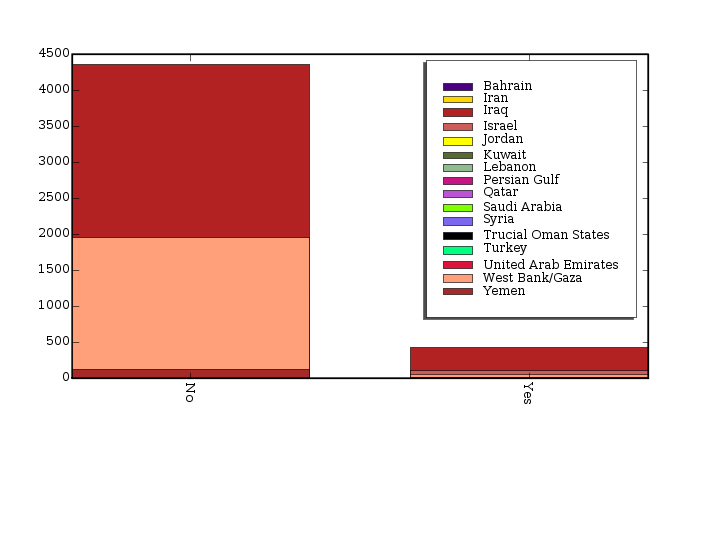 4500
4000
3500
3000
2500
2000
1500
1000
500
0
No
Yes
Bahrain
Iran
Iraq
Israel
Jordan
Kuwait
Lebanon
Persian Gulf
Qatar
Saudi Arabia
Syria
Trucial Oman States
Turkey
United Arab Emirates
West Bank/Gaza
Yemen